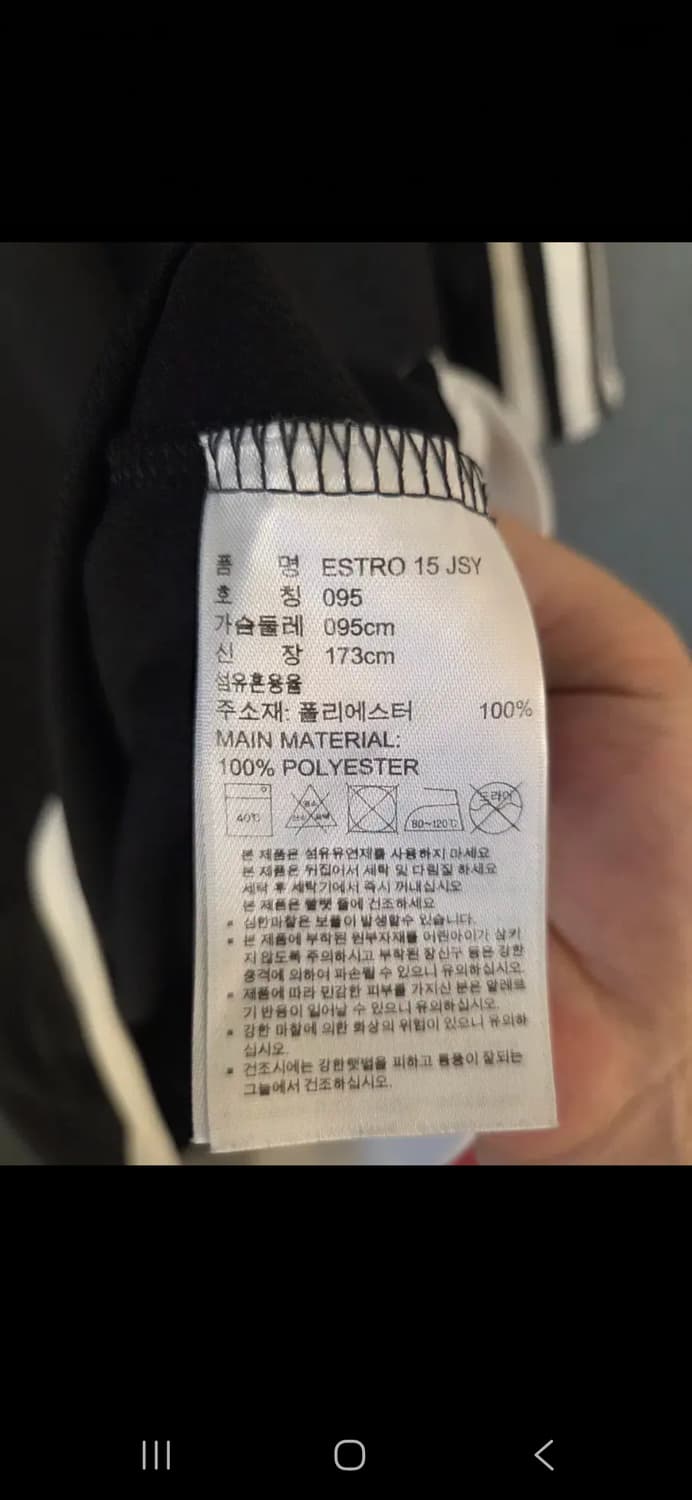 품 명 ESTRO 15 JSY
호 칭 095
가슴둘레 095cm
신 장 173cm
섬유혼용율
주소재: 폴리에스터 100%
MAIN MATERIAL:
100% POLYESTER
40℃ 80~120℃ 드라이
본 제품은 섬유유연제를 사용하지 마세요
본 제품은 뒤집어서 세탁 및 다림질 하세요
세탁 후 세탁기에서 즉시 꺼내십시오
본 제품은 빨랫 줄에 건조하세요
* 심한마찰은 보풀이 발생할수 있습니다.
* 본 제품에 부착된 원부자재를 어린아이가 삼키
지 않도록 주의하시고 부착된 장신구 등은 강한
충격에 의하여 파손될 수 있으니 유의하십시오.
* 제품에 따라 민감한 피부를 가지신 분은 알레르
기 반응이 일어날 수 있으니 유의하십시오.
* 강한 마찰에 의한 화상의 위험이 있으니 유의하
십시오.
* 건조시에는 강한햇볕을 피하고 통풍이 잘되는
그늘에서 건조하십시오.